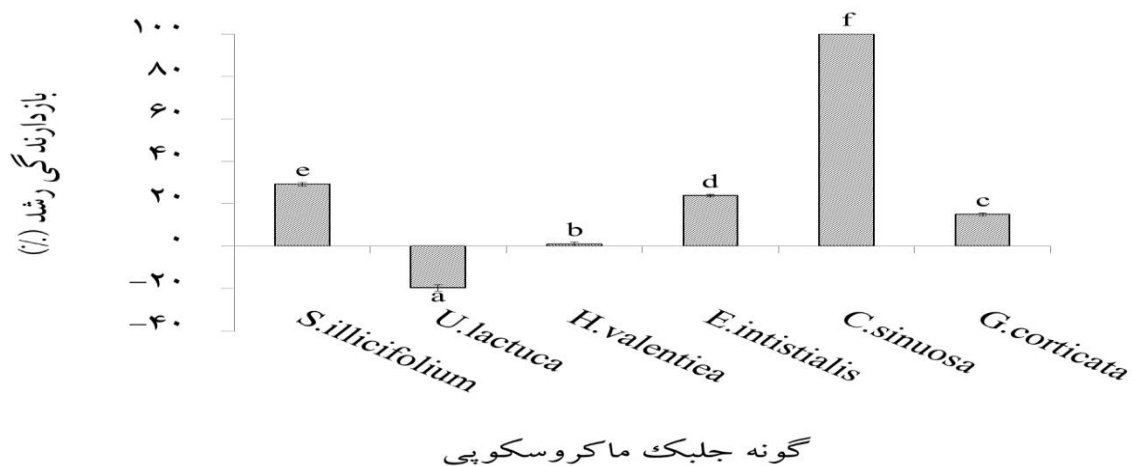 بازدارندگی رشد (٪)
۱۰۰
۸۰
۶۰
۴۰
۲۰
۰
−۲۰
−۴۰
e
a
b
d
f
c
S.illicifolium
U.lactuca
H.valentiea
E.intistialis
C.sinuosa
G.corticata
گونه جلبک ماکروسکوپی